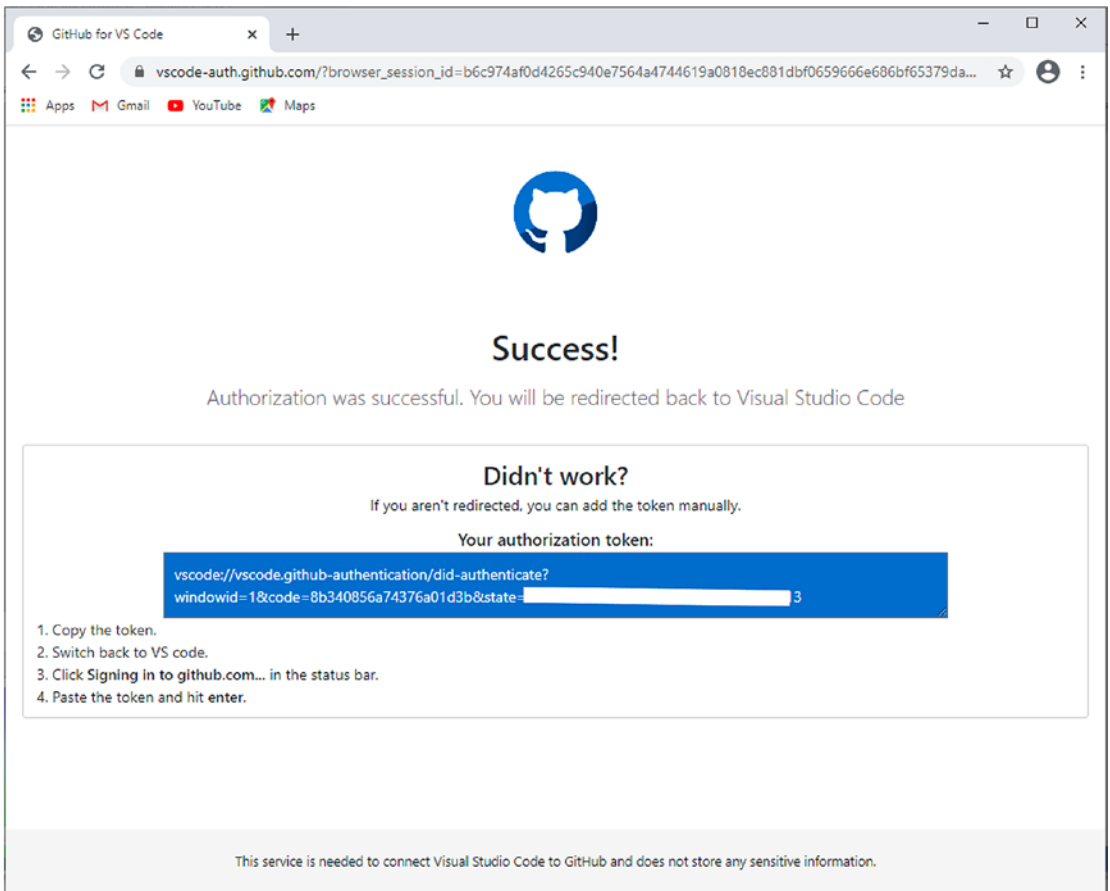 GitHub for VS Code
vscode-auth.github.com/?browser_session_id=b6c974af0d4265c940e7564a4744619a0818ec881dbf0659666e686bf65379da...
Apps Gmail YouTube Maps
Success!
Authorization was successful. You will be redirected back to Visual Studio Code
Didn't work?
If you aren't redirected, you can add the token manually.
Your authorization token:
vscode://vscode.github-authentication/did-authenticate?
windowid=1&code=8b340856a74376a01d3b&state= 3
1. Copy the token.
2. Switch back to VS code.
3. Click Signing in to github.com... in the status bar.
4. Paste the token and hit enter.
This service is needed to connect Visual Studio Code to GitHub and does not store any sensitive information.